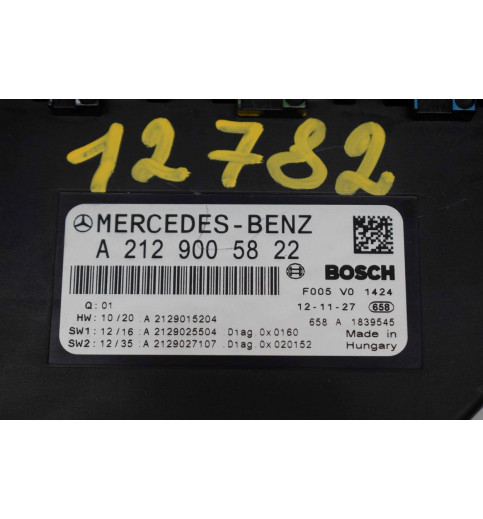 12782
MERCEDES-BENZ
A 212 900 58 22
BOSCH
F005 V0 1424
Q: 01
12-11-27 658
HW: 10/20 : A 2129015204
658 A 1839545
SW1: 12/16 : A 2129025504 . Diag.0x0160
Made in
SW2: 12/35 : A 2129027107 . Diag.0x020152
Hungary